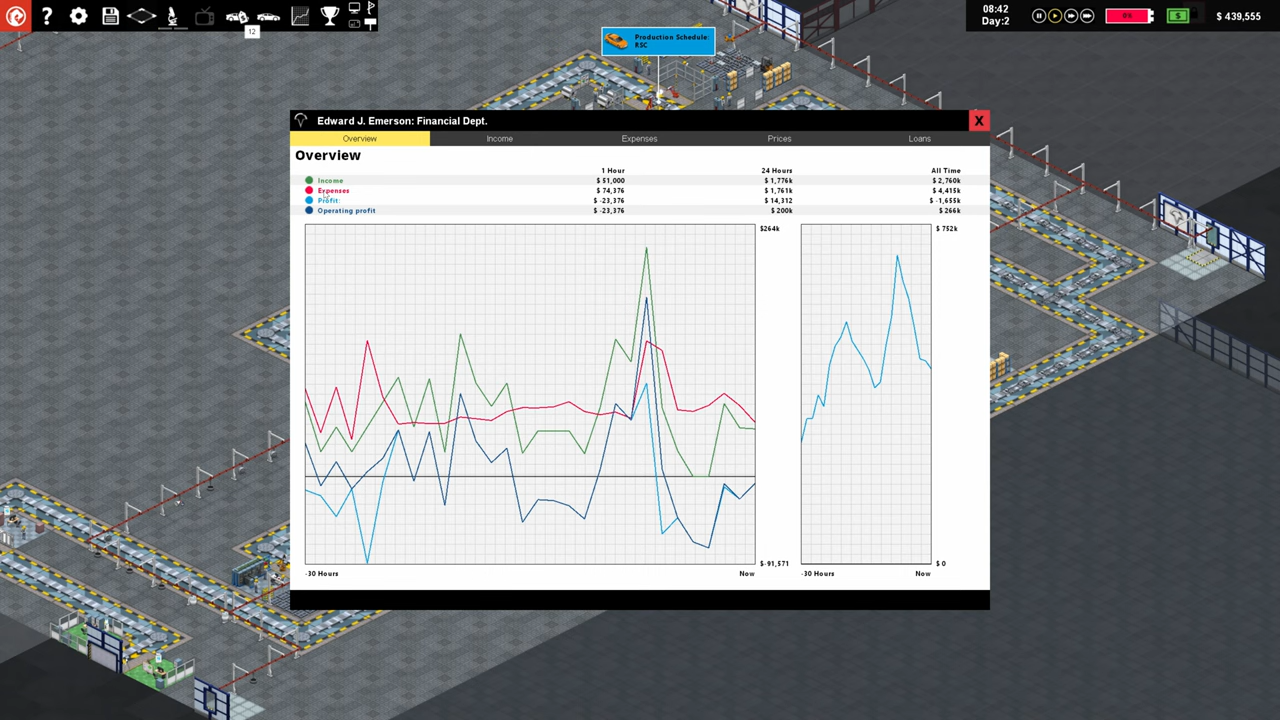 08:42
Day:2
0%
$
$ 439,555
?
12
Production Schedule:
RSC
Edward J. Emerson: Financial Dept.
X
Overview Income Expenses Prices Loans
Overview
1 Hour 24 Hours All Time
Income $ 51,000 $ 1,776k $ 2,760k
Expenses $ 74,376 $ 1,761k $ 4,415k
Profit: $ -23,376 $ 14,312 $ -1,655k
Operating profit $ -23,376 $ 200k $ 266k
$264k $ 752k
$-91,571 $ 0
-30 Hours Now -30 Hours Now